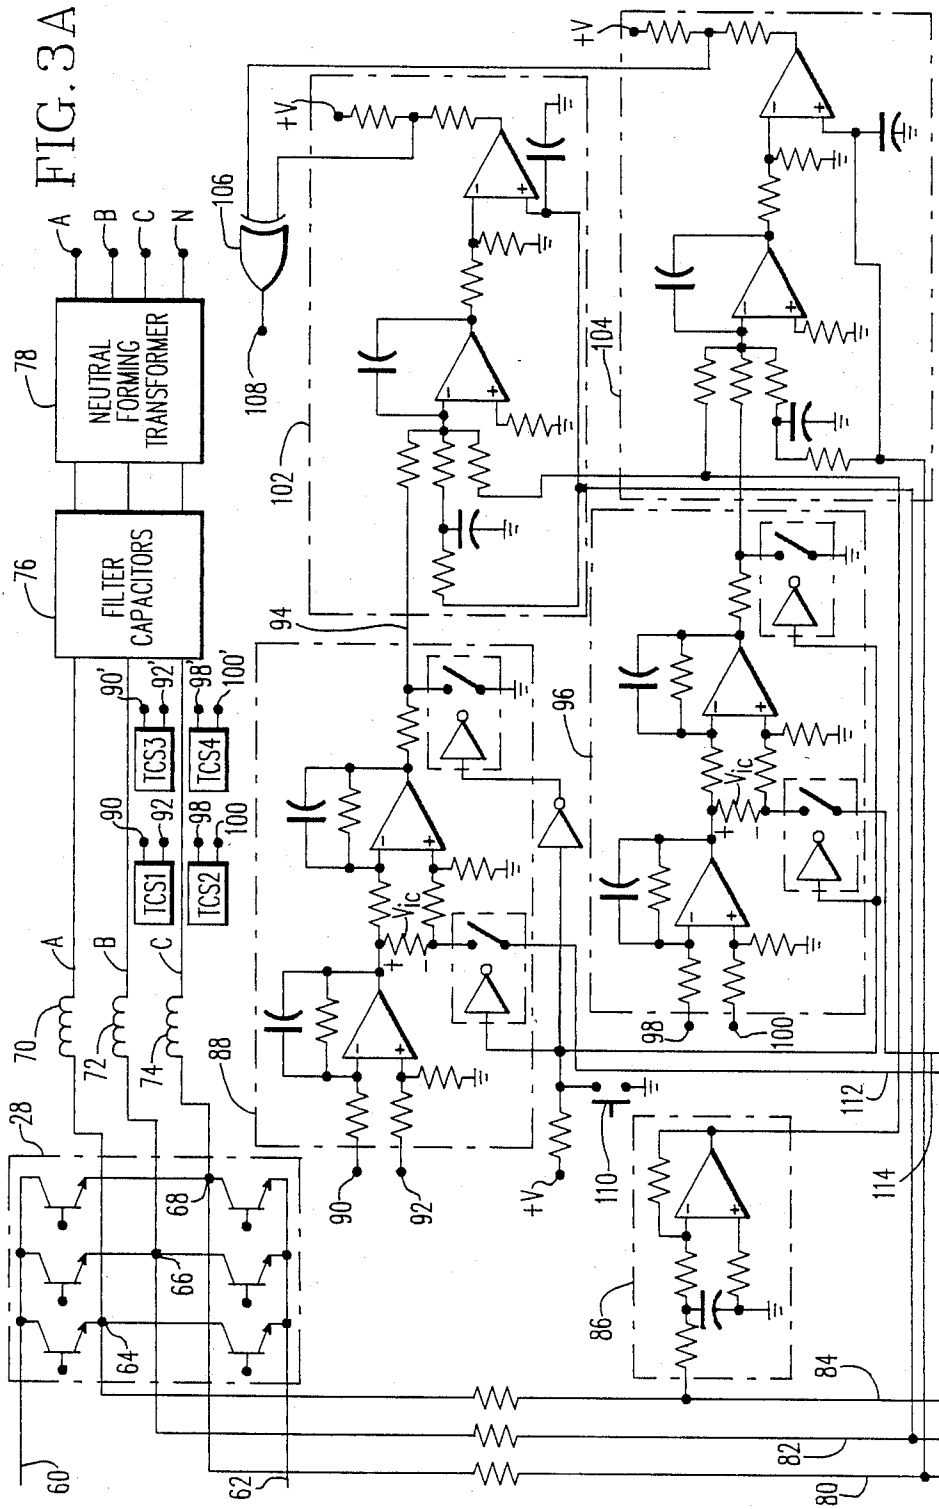 FIG. 3A
28
70
A
72
B
74
C
TCS1
90
92
TCS2
98
100
TCS3
90'
92'
TCS4
98'
100'
76
FILTER
CAPACITORS
78
NEUTRAL
FORMING
TRANSFORMER
A
B
C
N
60
62
64
66
68
88
90
92
-
+
+
-
Vic
-
+
94
102
-
+
-
+
+V
106
108
+V
110
112
114
86
-
+
96
98
100
-
+
+
-
Vic
-
+
104
-
+
-
+
+V
80
82
84